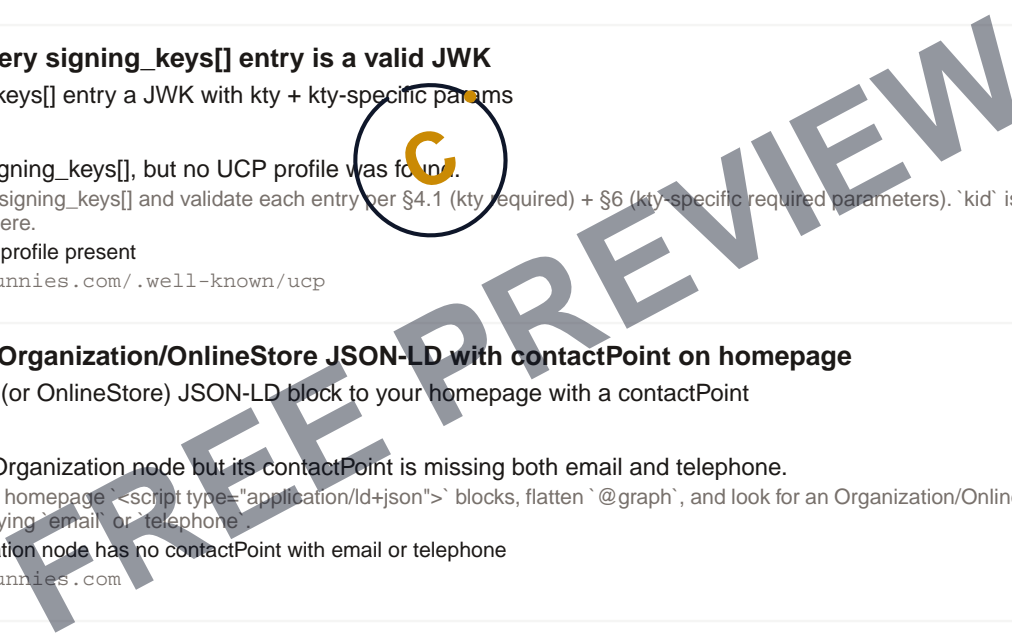 ery signing_keys[] entry is a valid JWK
keys[] entry a JWK with kty + kty-specific params
gning_keys[], but no UCP profile was found.
signing_keys[] and validate each entry per §4.1 (kty required) + §6 (kty-specific required parameters). `kid` is
ere.
profile present
unnies.com/.well-known/ucp
Organization/OnlineStore JSON-LD with contactPoint on homepage
(or OnlineStore) JSON-LD block to your homepage with a contactPoint
Organization node but its contactPoint is missing both email and telephone.
homepage `<script type="application/ld+json">` blocks, flatten `@graph`, and look for an Organization/Onlin
ying `email` or `telephone`.
tion node has no contactPoint with email or telephone
unnies.com
C
FREE PREVIEW